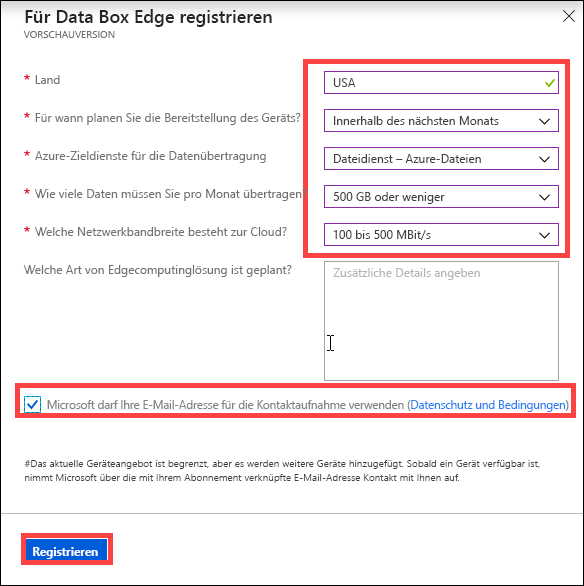 Für Data Box Edge registrieren
VORSCHAUVERSION
* Land
USA
* Für wann planen Sie die Bereitstellung des Geräts?
Innerhalb des nächsten Monats
* Azure-Zieldienste für die Datenübertragung
Dateidienst – Azure-Dateien
* Wie viele Daten müssen Sie pro Monat übertragen
500 GB oder weniger
* Welche Netzwerkbandbreite besteht zur Cloud?
100 bis 500 MBit/s
Welche Art von Edgecomputinglösung ist geplant?
Zusätzliche Details angeben
Microsoft darf Ihre E-Mail-Adresse für die Kontaktaufnahme verwenden (Datenschutz und Bedingungen)
#Das aktuelle Geräteangebot ist begrenzt, aber es werden weitere Geräte hinzugefügt. Sobald ein Gerät verfügbar ist,
nimmt Microsoft über die mit Ihrem Abonnement verknüpfte E-Mail-Adresse Kontakt mit Ihnen auf.
Registrieren